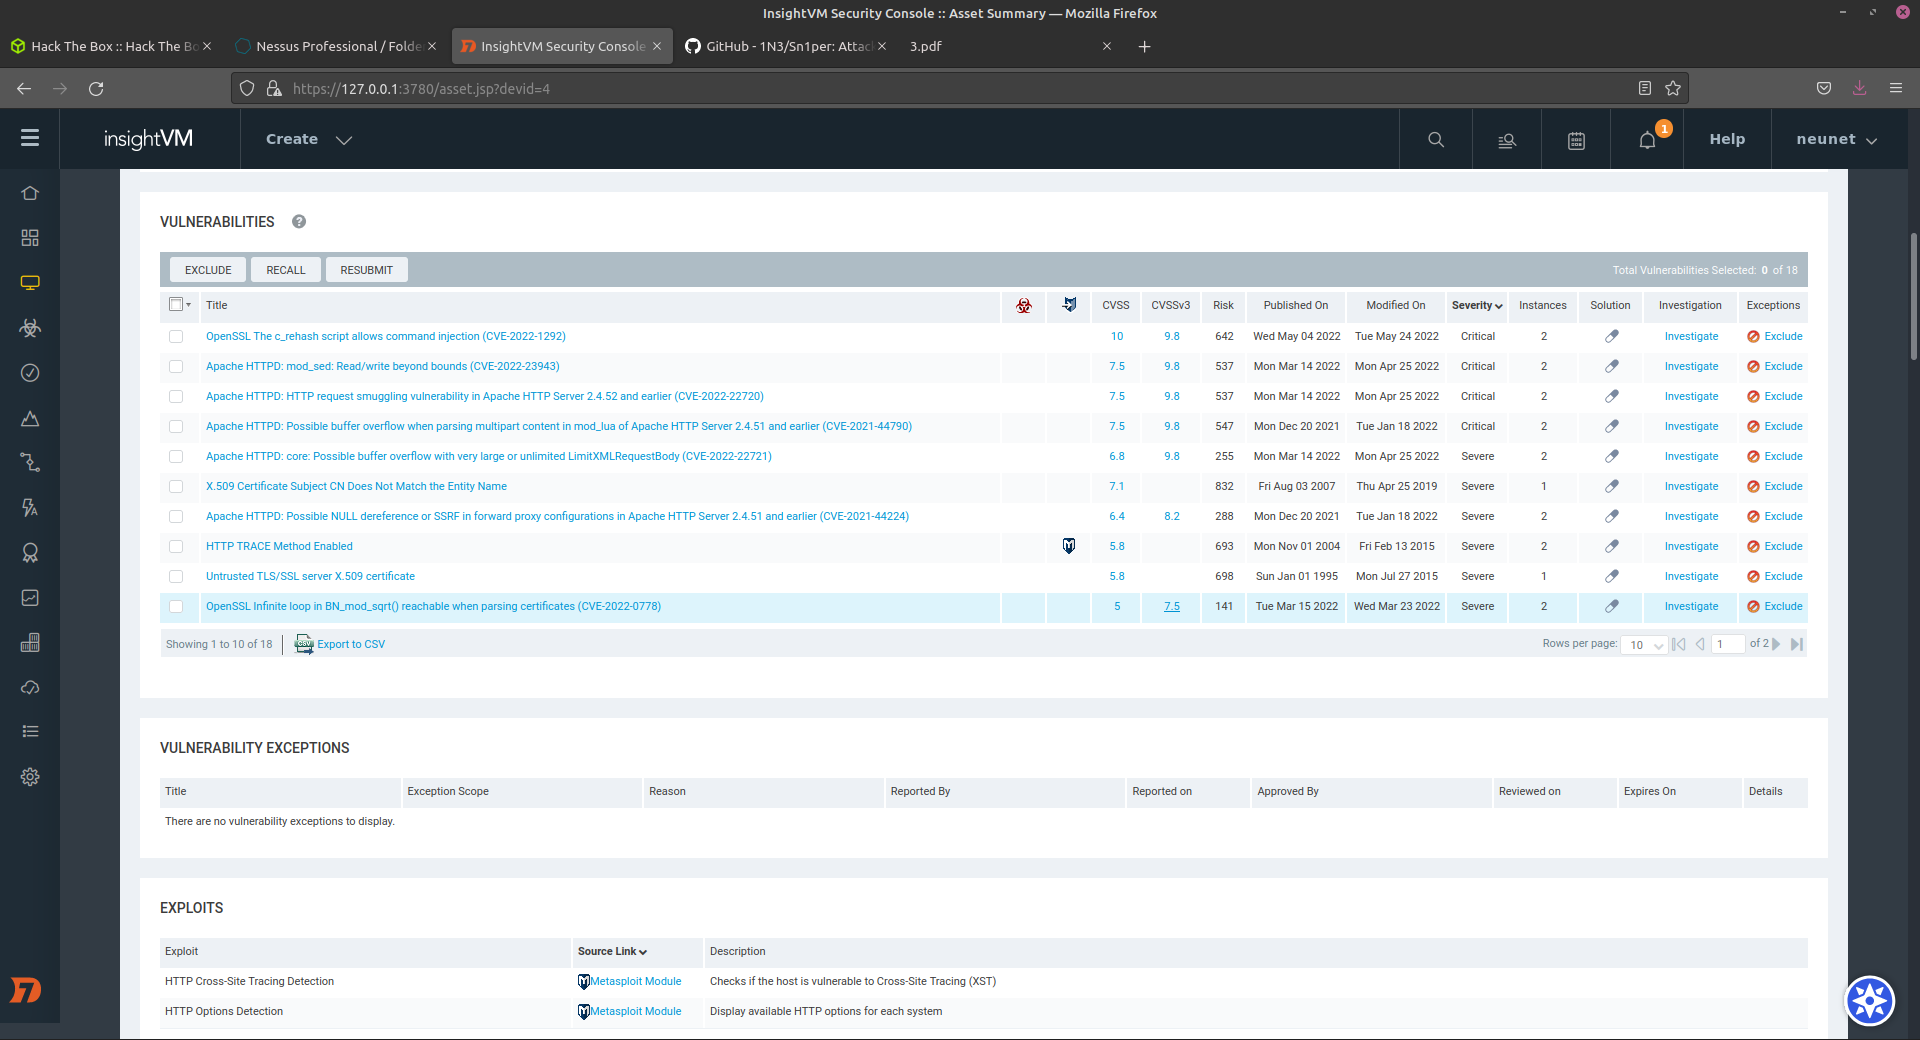 InsightVM Security Console :: Asset Summary — Mozilla Firefox
Hack The Box :: Hack The Bo
Nessus Professional / Folde
InsightVM Security Console
GitHub - 1N3/Sn1per: Attac
3.pdf
https://127.0.0.1:3780/asset.jsp?devid=4
insightVM
Create
1
Help
neunet
VULNERABILITIES ?
EXCLUDE RECALL RESUBMIT Total Vulnerabilities Selected: 0 of 18
Title CVSS CVSSv3 Risk Published On Modified On Severity Instances Solution Investigation Exceptions
OpenSSL The c_rehash script allows command injection (CVE-2022-1292) 10 9.8 642 Wed May 04 2022 Tue May 24 2022 Critical 2 Investigate Exclude
Apache HTTPD: mod_sed: Read/write beyond bounds (CVE-2022-23943) 7.5 9.8 537 Mon Mar 14 2022 Mon Apr 25 2022 Critical 2 Investigate Exclude
Apache HTTPD: HTTP request smuggling vulnerability in Apache HTTP Server 2.4.52 and earlier (CVE-2022-22720) 7.5 9.8 537 Mon Mar 14 2022 Mon Apr 25 2022 Critical 2 Investigate Exclude
Apache HTTPD: Possible buffer overflow when parsing multipart content in mod_lua of Apache HTTP Server 2.4.51 and earlier (CVE-2021-44790) 7.5 9.8 547 Mon Dec 20 2021 Tue Jan 18 2022 Critical 2 Investigate Exclude
Apache HTTPD: core: Possible buffer overflow with very large or unlimited LimitXMLRequestBody (CVE-2022-22721) 6.8 9.8 255 Mon Mar 14 2022 Mon Apr 25 2022 Severe 2 Investigate Exclude
X.509 Certificate Subject CN Does Not Match the Entity Name 7.1 832 Fri Aug 03 2007 Thu Apr 25 2019 Severe 1 Investigate Exclude
Apache HTTPD: Possible NULL dereference or SSRF in forward proxy configurations in Apache HTTP Server 2.4.51 and earlier (CVE-2021-44224) 6.4 8.2 288 Mon Dec 20 2021 Tue Jan 18 2022 Severe 2 Investigate Exclude
HTTP TRACE Method Enabled 5.8 693 Mon Nov 01 2004 Fri Feb 13 2015 Severe 2 Investigate Exclude
Untrusted TLS/SSL server X.509 certificate 5.8 698 Sun Jan 01 1995 Mon Jul 27 2015 Severe 1 Investigate Exclude
OpenSSL Infinite loop in BN_mod_sqrt() reachable when parsing certificates (CVE-2022-0778) 5 7.5 141 Tue Mar 15 2022 Wed Mar 23 2022 Severe 2 Investigate Exclude
Showing 1 to 10 of 18 Export to CSV Rows per page: 10 1 of 2
VULNERABILITY EXCEPTIONS
Title Exception Scope Reason Reported By Reported on Approved By Reviewed on Expires On Details
There are no vulnerability exceptions to display.
EXPLOITS
Exploit Source Link Description
HTTP Cross-Site Tracing Detection Metasploit Module Checks if the host is vulnerable to Cross-Site Tracing (XST)
HTTP Options Detection Metasploit Module Display available HTTP options for each system